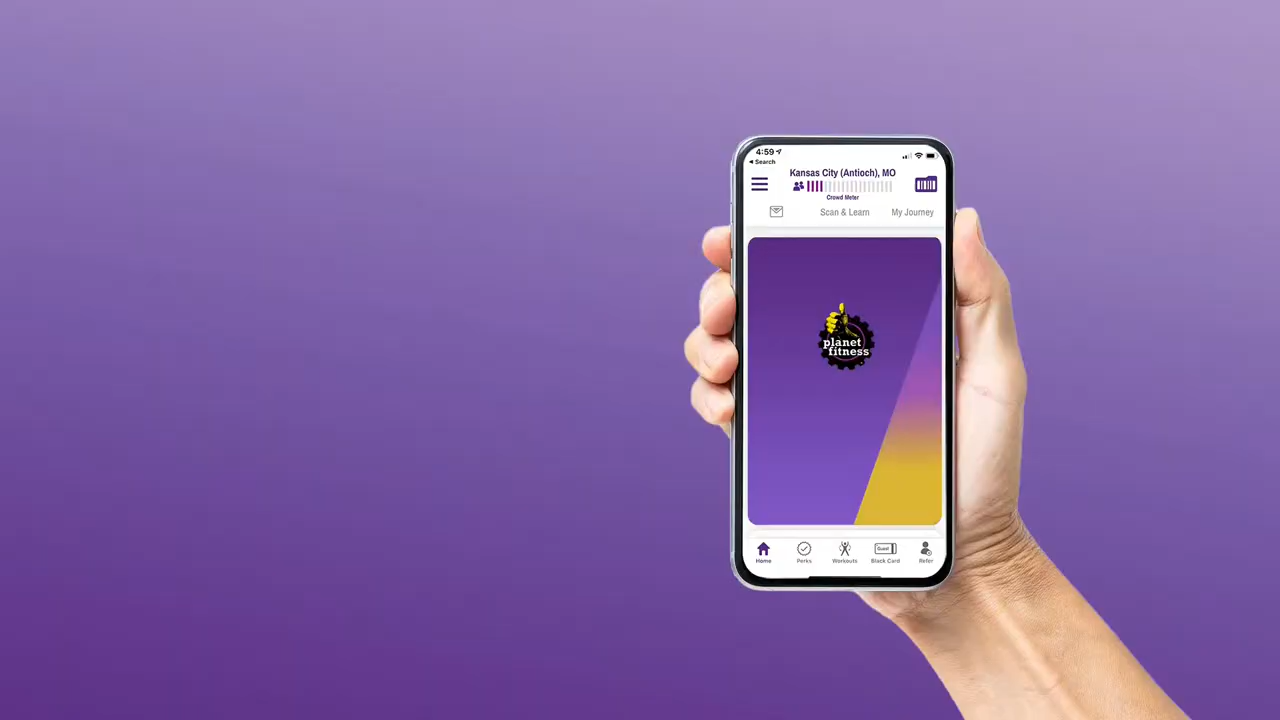 4:59
◀ Search
Kansas City (Antioch), MO
Crowd Meter
Scan & Learn
My Journey
planet
fitness
Home
Perks
Workouts
Guest
Black Card
Refer